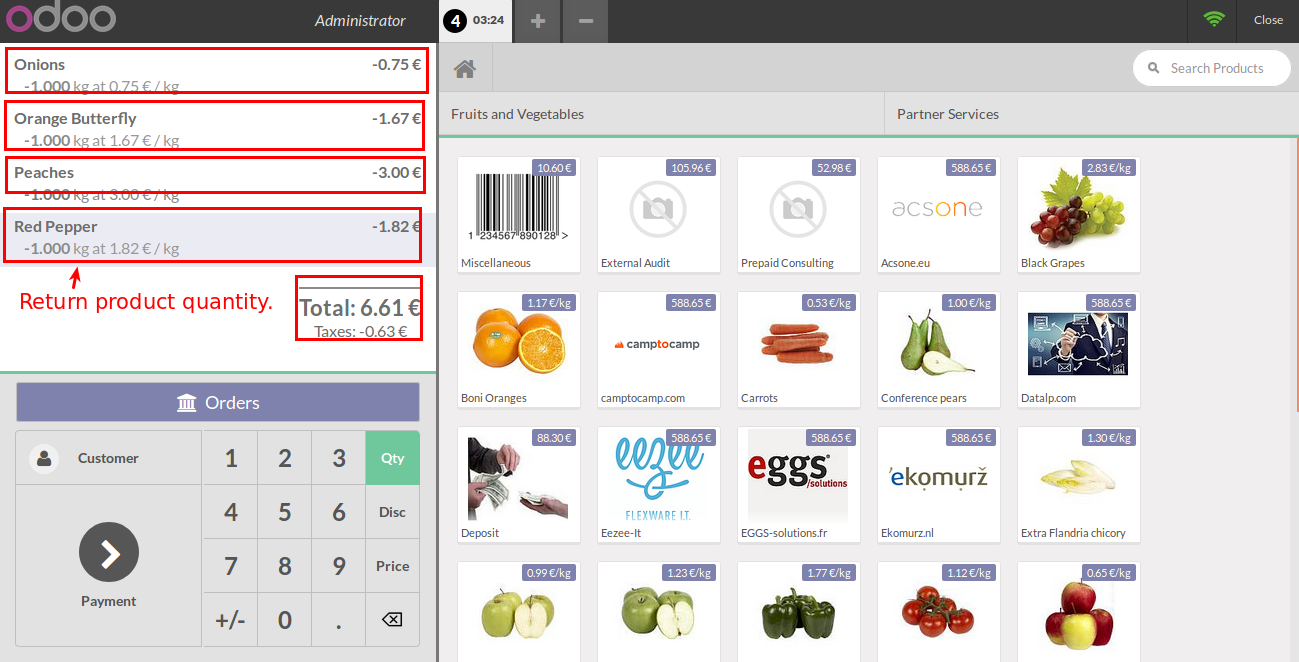 odoo
Administrator
4 03:24 + −
Close
Onions -0.75 €
-1.000 kg at 0.75 € / kg
Orange Butterfly -1.67 €
-1.000 kg at 1.67 € / kg
Peaches -3.00 €
-1.000 kg at 3.00 € / kg
Red Pepper -1.82 €
-1.000 kg at 1.82 € / kg
Return product quantity.
Total: 6.61 €
Taxes: -0.63 €
Orders
Customer
1 2 3 Qty
4 5 6 Disc
7 8 9 Price
Payment
+/- 0 .
Search Products
Fruits and Vegetables
Partner Services
10.60 €
105.96 €
52.98 €
588.65 €
2.83 €/kg
1 234567 890128 >
acsone
Miscellaneous
External Audit
Prepaid Consulting
Acsone.eu
Black Grapes
1.17 €/kg
588.65 €
0.53 €/kg
1.00 €/kg
588.65 €
camptocamp
Boni Oranges
camptocamp.com
Carrots
Conference pears
Datalp.com
88.30 €
588.65 €
588.65 €
588.65 €
1.30 €/kg
eezee
FLEXWARE I.T.
eggs
/solutions
'ekomurž
Deposit
Eezee-It
EGGS-solutions.fr
Ekomurz.nl
Extra Flandria chicory
0.99 €/kg
1.23 €/kg
1.77 €/kg
1.12 €/kg
0.65 €/kg